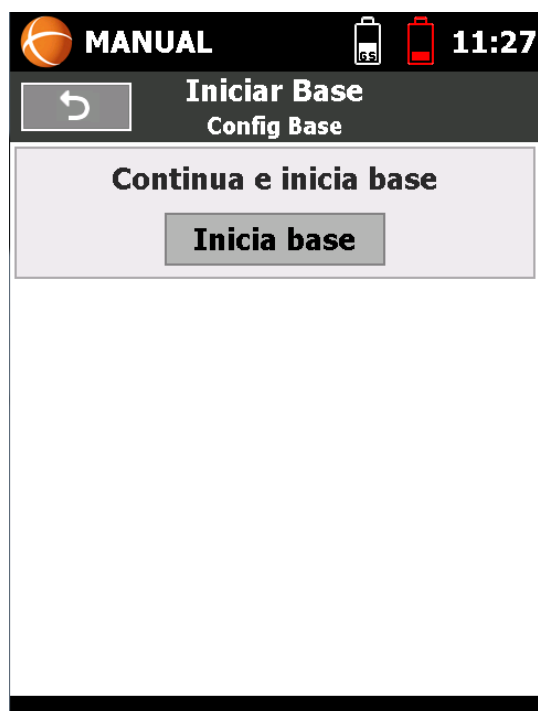 MANUAL GS 11:27
Iniciar Base
Config Base
Continua e inicia base
Inicia base